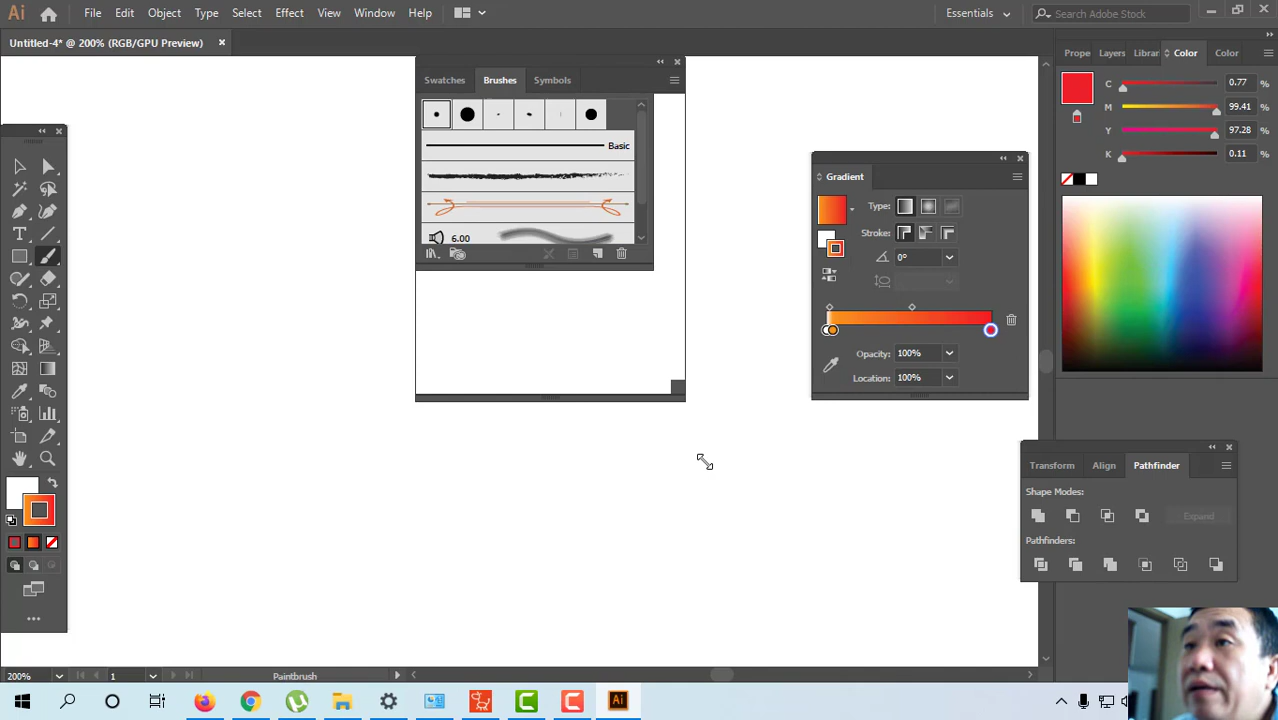 Ai File Edit Object Type Select Effect View Window Help Essentials Search Adobe Stock
Untitled-4* @ 200% (RGB/GPU Preview)
Swatches Brushes Symbols
Basic
6.00
Gradient
Type:
Stroke:
0°
Opacity: 100%
Location: 100%
Prope Layers Librar Color Color
C 0.77 %
M 99.41 %
Y 97.28 %
K 0.11 %
Transform Align Pathfinder
Shape Modes:
Expand
Pathfinders:
T
200% 1 Paintbrush
Ai